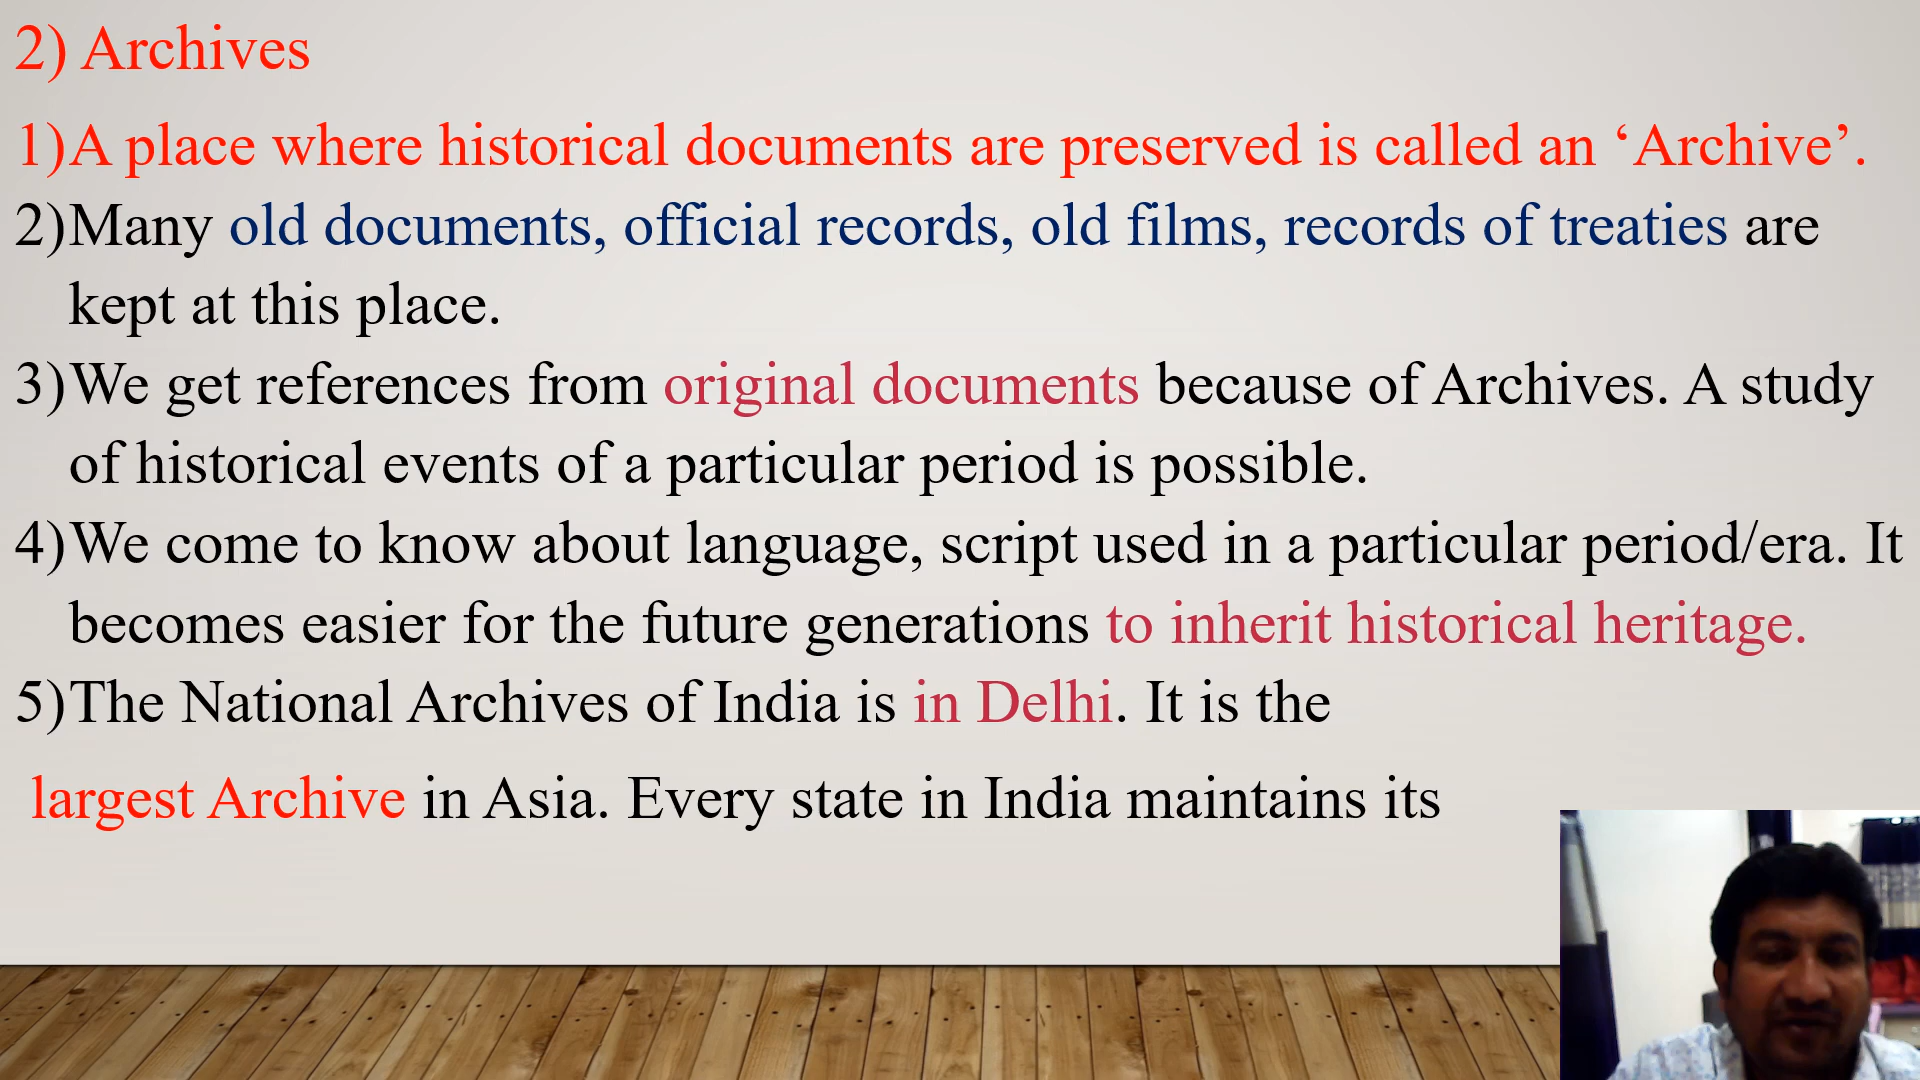 2) Archives
1)A place where historical documents are preserved is called an ‘Archive’.
2)Many old documents, official records, old films, records of treaties are
kept at this place.
3)We get references from original documents because of Archives. A study
of historical events of a particular period is possible.
4)We come to know about language, script used in a particular period/era. It
becomes easier for the future generations to inherit historical heritage.
5)The National Archives of India is in Delhi. It is the
largest Archive in Asia. Every state in India maintains its